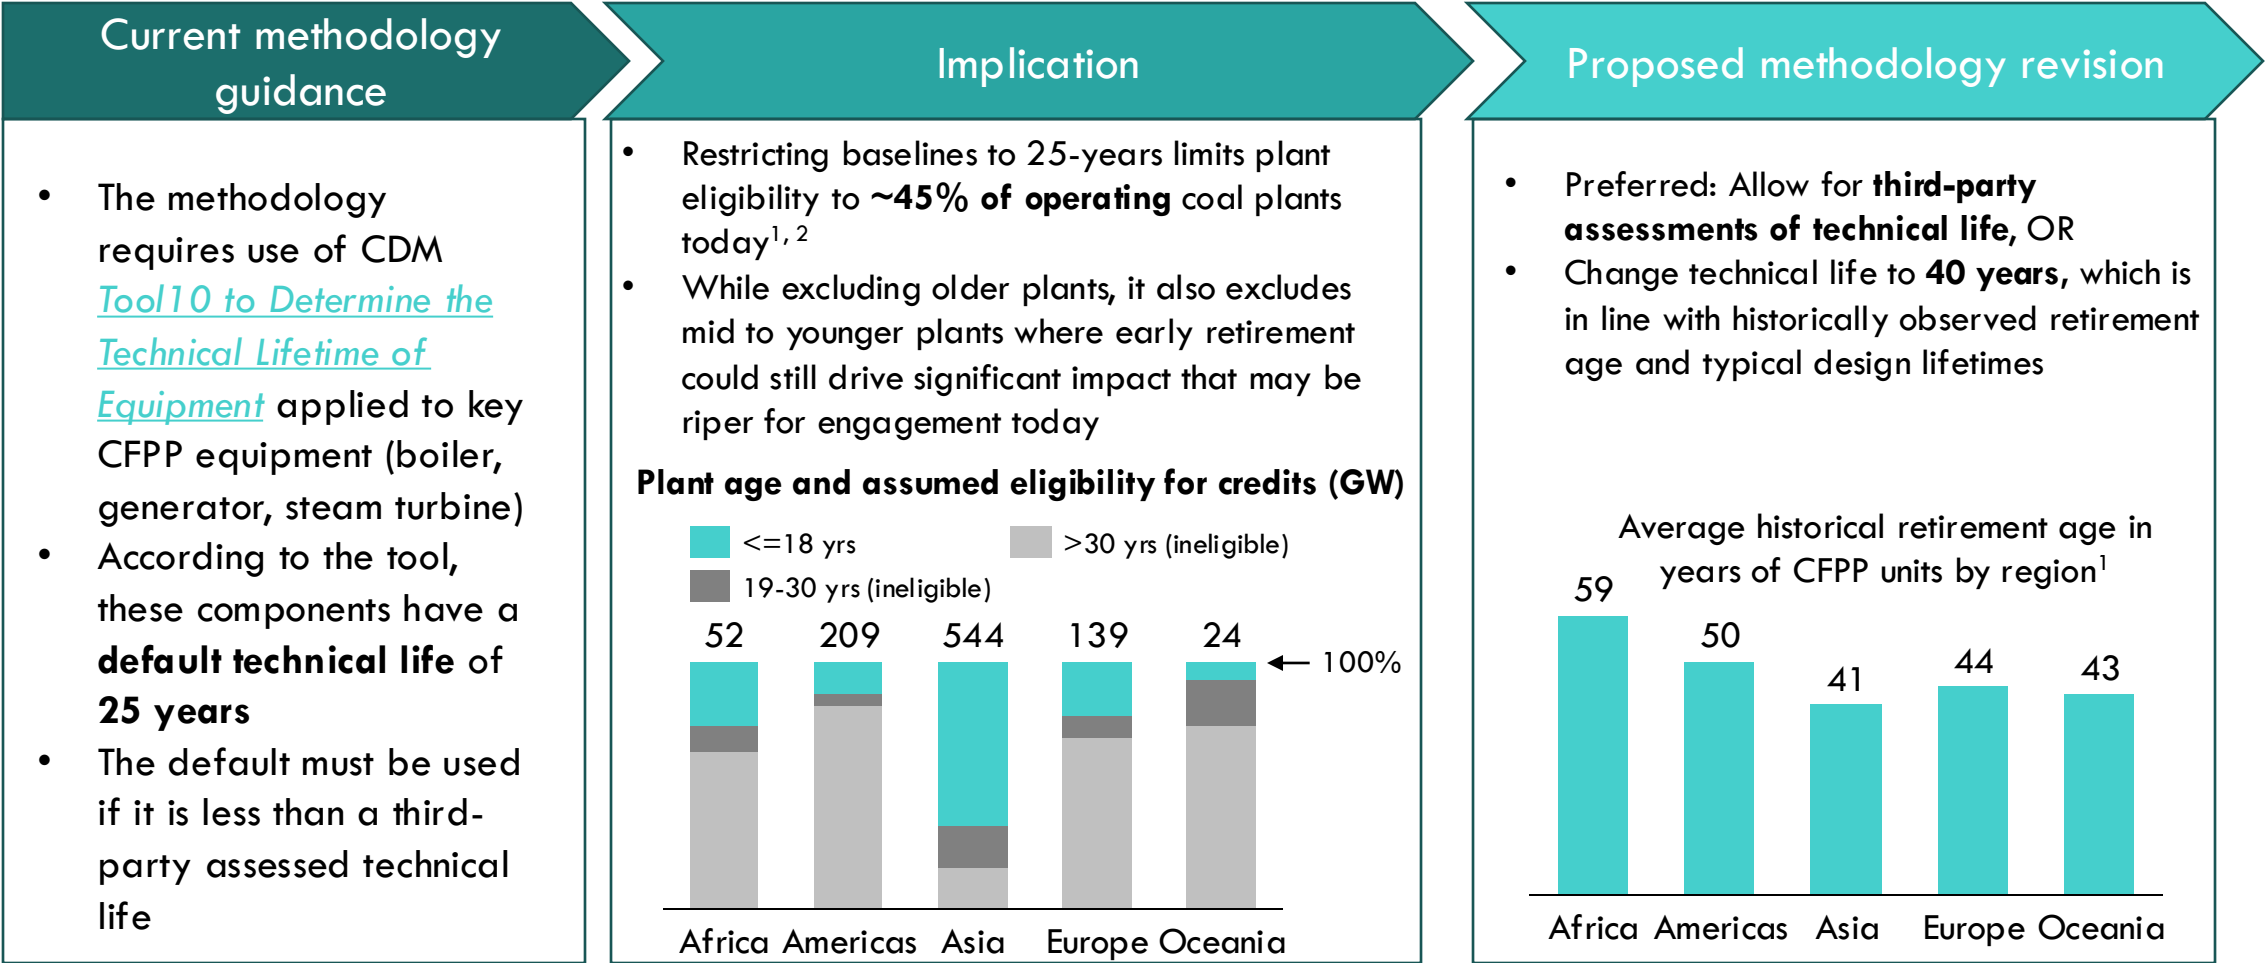 Current methodology
guidance
The methodology
requires use of CDM
Tool10 to Determine the
Technical Lifetime of
Equipment applied to key
CFPP equipment (boiler,
generator, steam turbine)
According to the tool,
these components have a
default technical life of
25 years
The default must be used
if it is less than a third-
party assessed technical
life
Implication
Restricting baselines to 25-years limits plant
eligibility to ~45% of operating coal plants
today1, 2
While excluding older plants, it also excludes
mid to younger plants where early retirement
could still drive significant impact that may be
riper for engagement today
Plant age and assumed eligibility for credits (GW)
<=18 yrs
>30 yrs (ineligible)
19-30 yrs (ineligible)
52 209 544 139 24
100%
Africa Americas Asia Europe Oceania
Proposed methodology revision
Preferred: Allow for third-party
assessments of technical life, OR
Change technical life to 40 years, which is
in line with historically observed retirement
age and typical design lifetimes
Average historical retirement age in
years of CFPP units by region1
59 50 41 44 43
Africa Americas Asia Europe Oceania